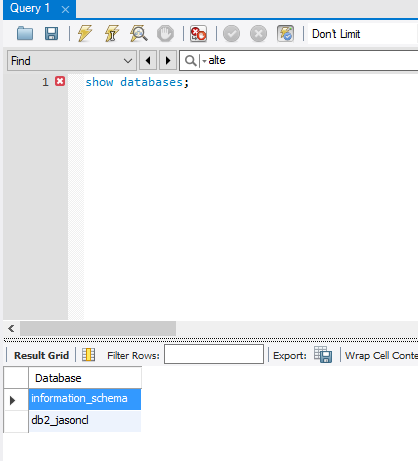 Query 1
Don't Limit
Find alte
1 show databases;
Result Grid Filter Rows: Export: Wrap Cell Conte
Database
information_schema
db2_jasoncl